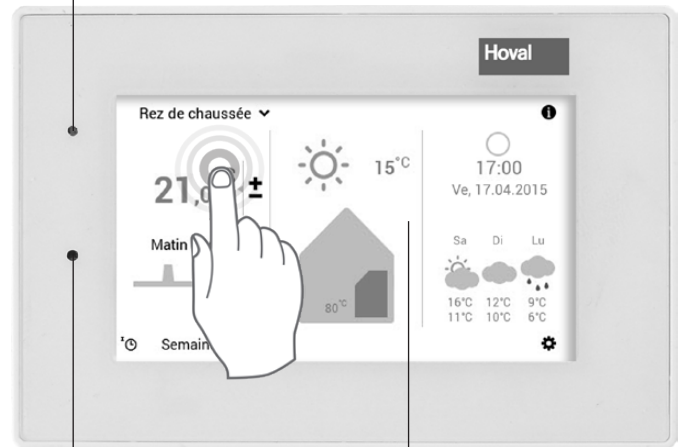 Hoval
Rez de chaussée
21,0
±
15°C
17:00
Ve, 17.04.2015
Matin
80°C
Sa Di Lu
16°C 12°C 9°C
11°C 10°C 6°C